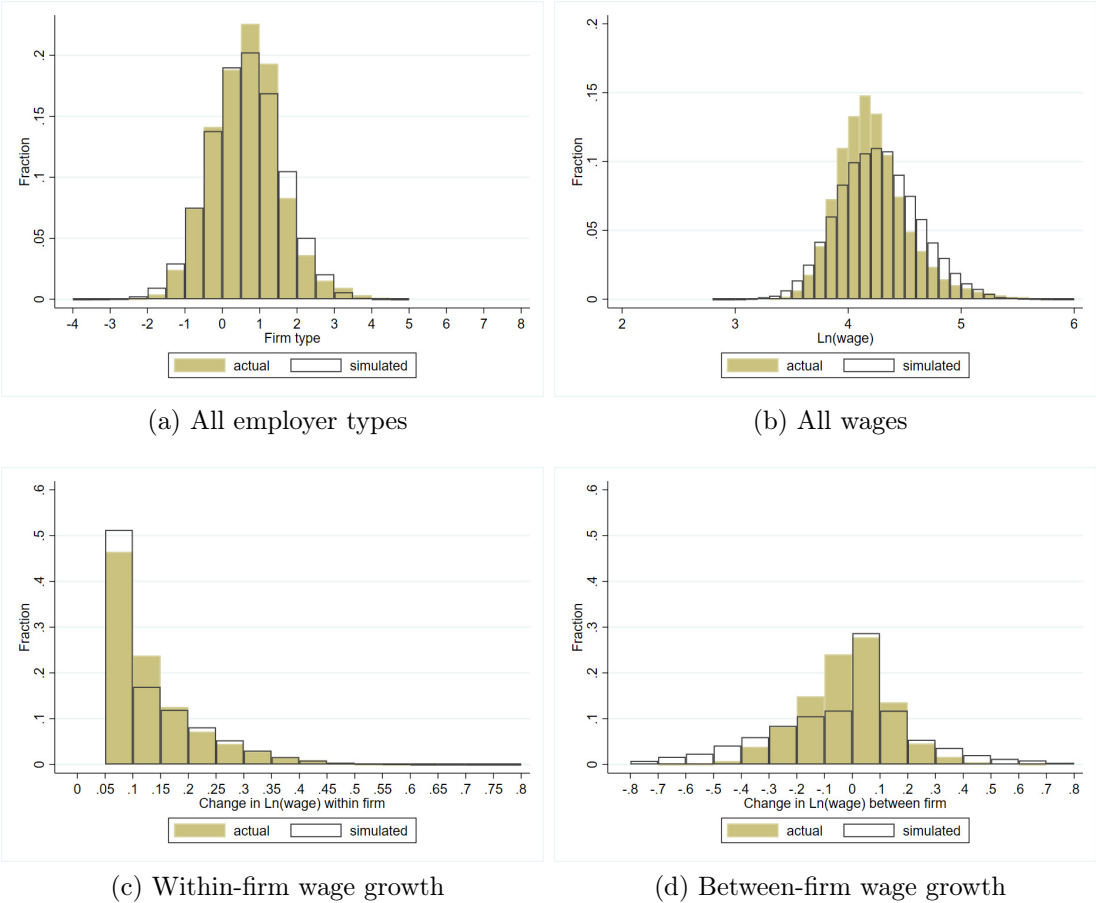 Fraction
0 .05 .1 .15 .2
-4 -3 -2 -1 0 1 2 3 4 5 6 7 8
Firm type
actual simulated
(a) All employer types
Fraction
0 .05 .1 .15 .2
2 3 4 5 6
Ln(wage)
actual simulated
(b) All wages
Fraction
0 .1 .2 .3 .4 .5 .6
0 .05 .1 .15 .2 .25 .3 .35 .4 .45 .5 .55 .6 .65 .7 .75 .8
Change in Ln(wage) within firm
actual simulated
(c) Within-firm wage growth
Fraction
0 .1 .2 .3 .4 .5 .6
-.8 -.7 -.6 -.5 -.4 -.3 -.2 -.1 0 .1 .2 .3 .4 .5 .6 .7 .8
Change in Ln(wage) between firm
actual simulated
(d) Between-firm wage growth